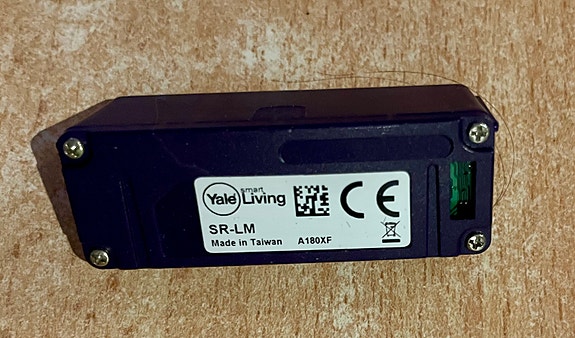 Yale smart Living
CE
SR-LM
Made in Taiwan A180XF